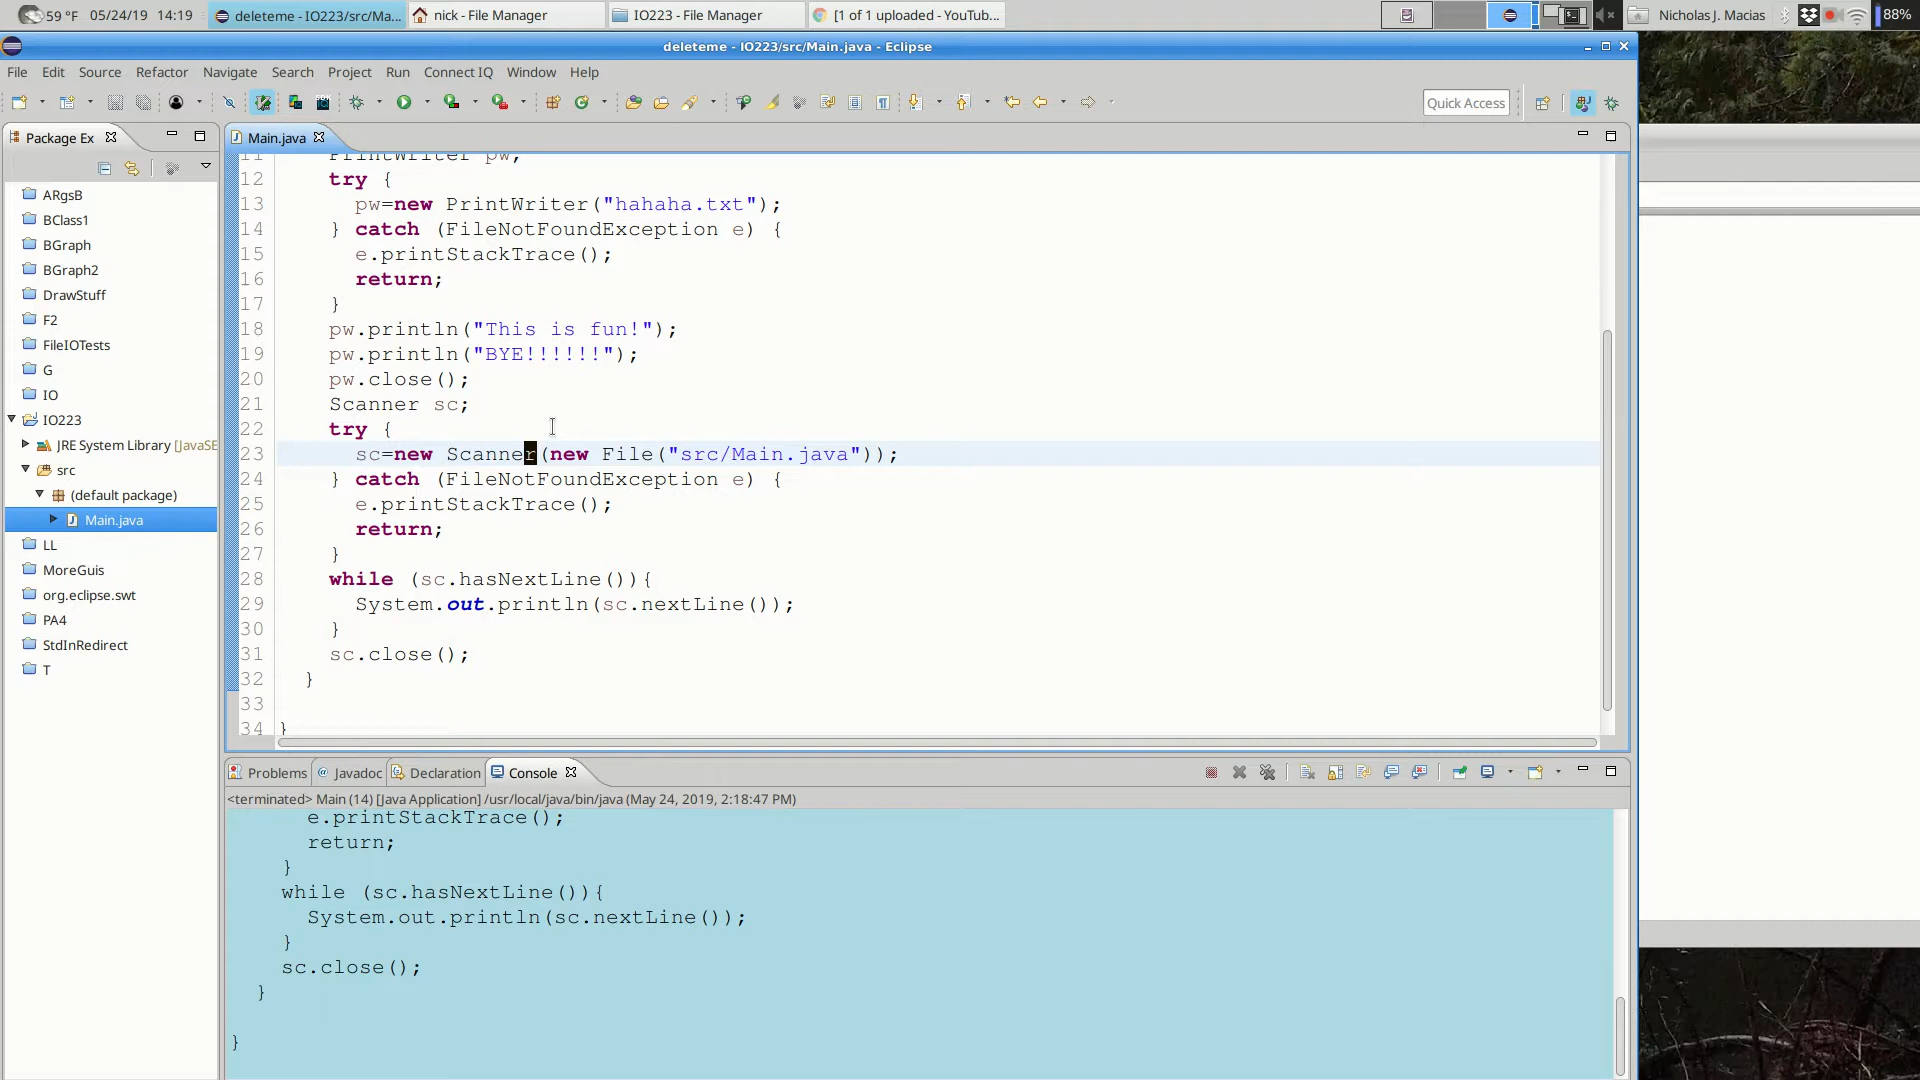 59 °F 05/24/19 14:19 deleteme - IO223/src/Ma... nick - File Manager IO223 - File Manager [1 of 1 uploaded - YouTub... Nicholas J. Macias 88%
deleteme - IO223/src/Main.java - Eclipse
File Edit Source Refactor Navigate Search Project Run Connect IQ Window Help
Quick Access
Package Ex
Main.java
ARgsB
BClass1
BGraph
BGraph2
DrawStuff
F2
FileIOTests
G
IO
IO223
JRE System Library [JavaSE
src
(default package)
Main.java
LL
MoreGuis
org.eclipse.swt
PA4
StdInRedirect
T
11 PrintWriter pw;
12 try {
13 pw=new PrintWriter("hahaha.txt");
14 } catch (FileNotFoundException e) {
15 e.printStackTrace();
16 return;
17 }
18 pw.println("This is fun!");
19 pw.println("BYE!!!!!!");
20 pw.close();
21 Scanner sc;
22 try {
23 sc=new Scanner(new File("src/Main.java"));
24 } catch (FileNotFoundException e) {
25 e.printStackTrace();
26 return;
27 }
28 while (sc.hasNextLine()){
29 System.out.println(sc.nextLine());
30 }
31 sc.close();
32 }
33
34 }
Problems @ Javadoc Declaration Console
<terminated> Main (14) [Java Application] /usr/local/java/bin/java (May 24, 2019, 2:18:47 PM)
e.printStackTrace();
return;
}
while (sc.hasNextLine()){
System.out.println(sc.nextLine());
}
sc.close();
}
}